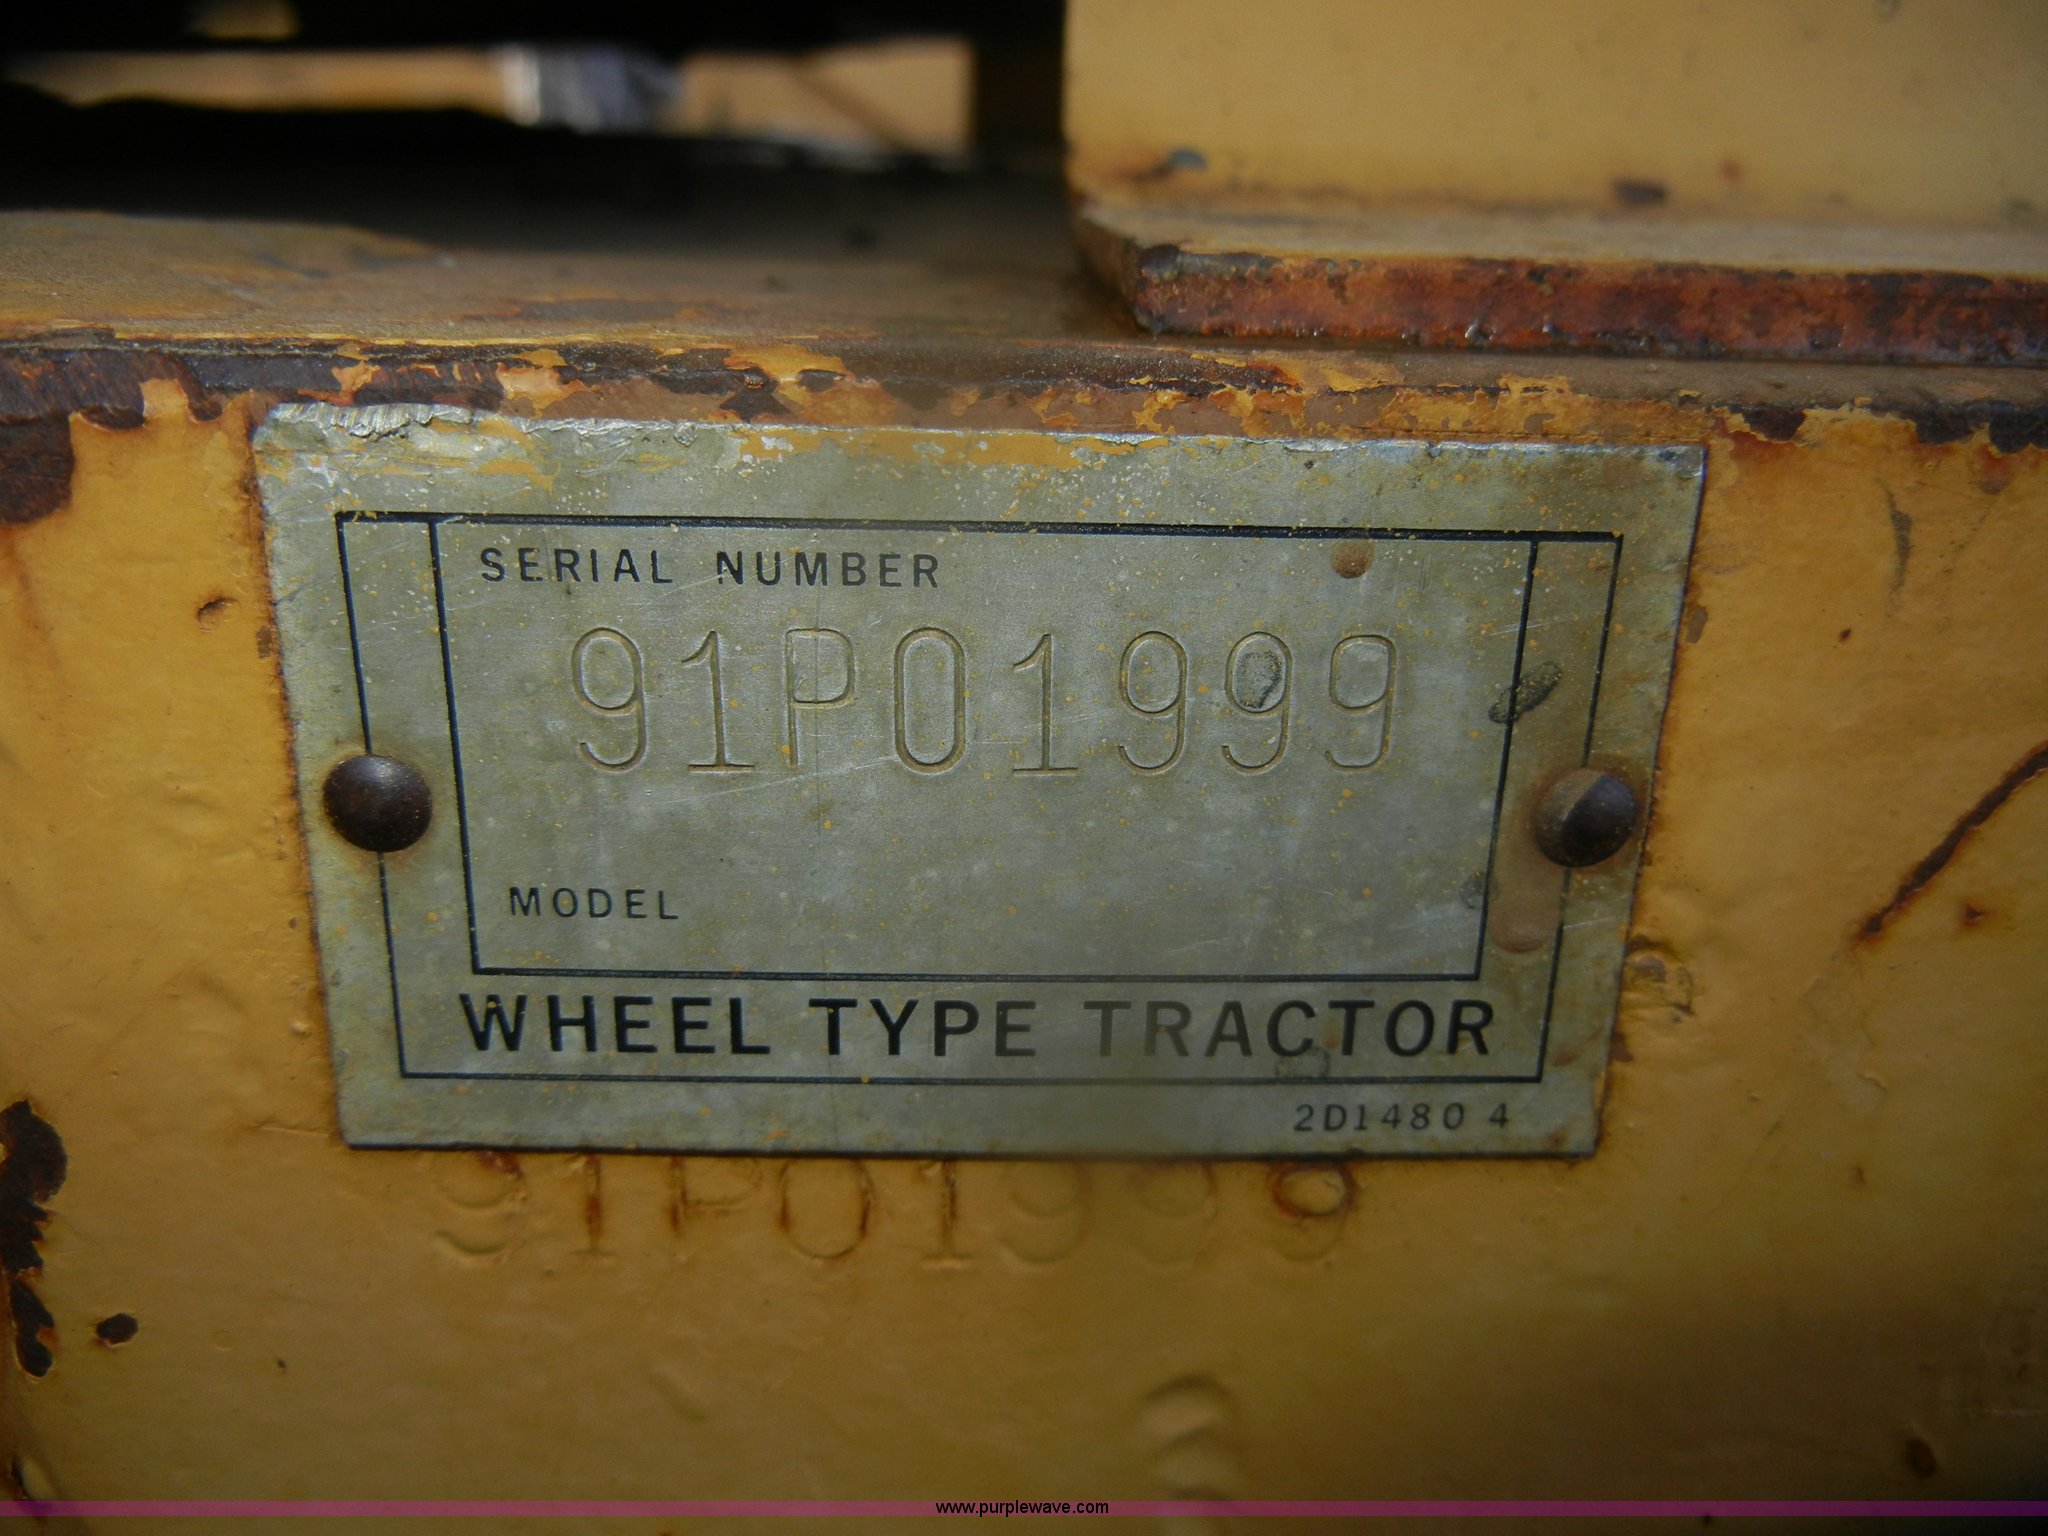 SERIAL NUMBER
91P01999
MODEL
WHEEL TYPE TRACTOR
2D1480 4
91P01999
www.purplewave.com